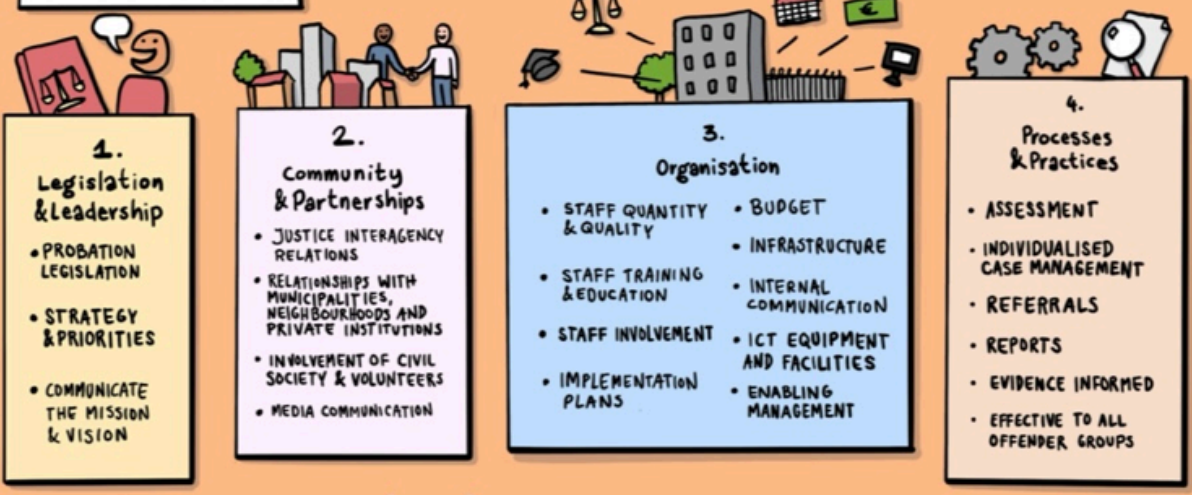 1.
Legislation
& Leadership
• PROBATION
LEGISLATION
• STRATEGY
& PRIORITIES
• COMMUNICATE
THE MISSION
& VISION
2.
Community
& Partnerships
• JUSTICE INTERAGENCY
RELATIONS
• RELATIONSHIPS WITH
MUNICIPALITIES,
NEIGHBOURHOODS AND
PRIVATE INSTITUTIONS
• INVOLVEMENT OF CIVIL
SOCIETY & VOLUNTEERS
• MEDIA COMMUNICATION
€
3.
Organisation
• STAFF QUANTITY
& QUALITY
• STAFF TRAINING
& EDUCATION
• STAFF INVOLVEMENT
• IMPLEMENTATION
PLANS
• BUDGET
• INFRASTRUCTURE
• INTERNAL
COMMUNICATION
• ICT EQUIPMENT
AND FACILITIES
• ENABLING
MANAGEMENT
4.
Processes
& Practices
• ASSESSMENT
• INDIVIDUALISED
CASE MANAGEMENT
• REFERRALS
• REPORTS
• EVIDENCE INFORMED
• EFFECTIVE TO ALL
OFFENDER GROUPS